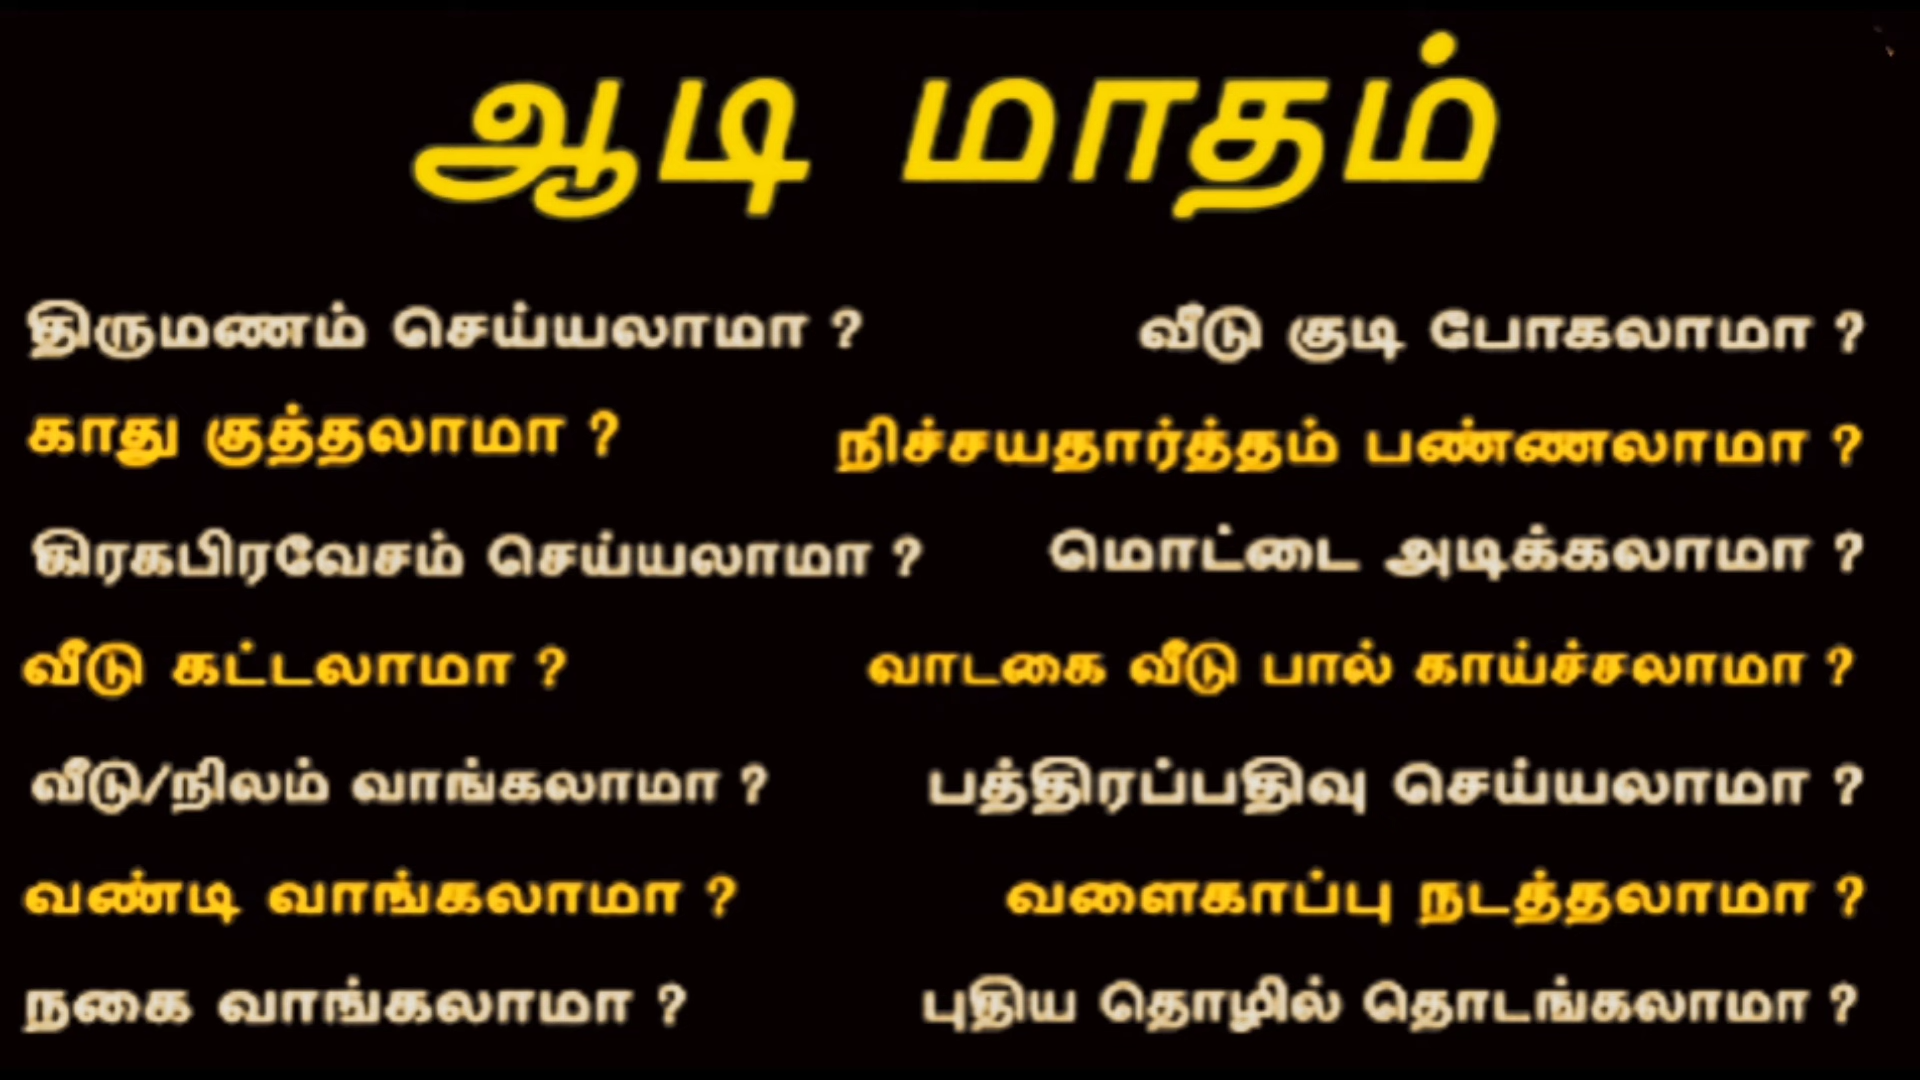 ஆடி மாதம்
திருமணம் செய்யலாமா ? வீடு குடி போகலாமா ?
காது குத்தலாமா ? நிச்சயதார்த்தம் பண்ணலாமா ?
கிரகபிரவேசம் செய்யலாமா ? மொட்டை அடிக்கலாமா ?
வீடு கட்டலாமா ? வாடகை வீடு பால் காய்ச்சலாமா ?
வீடு/நிலம் வாங்கலாமா ? பத்திரப்பதிவு செய்யலாமா ?
வண்டி வாங்கலாமா ? வளைகாப்பு நடத்தலாமா ?
நகை வாங்கலாமா ? புதிய தொழில் தொடங்கலாமா ?